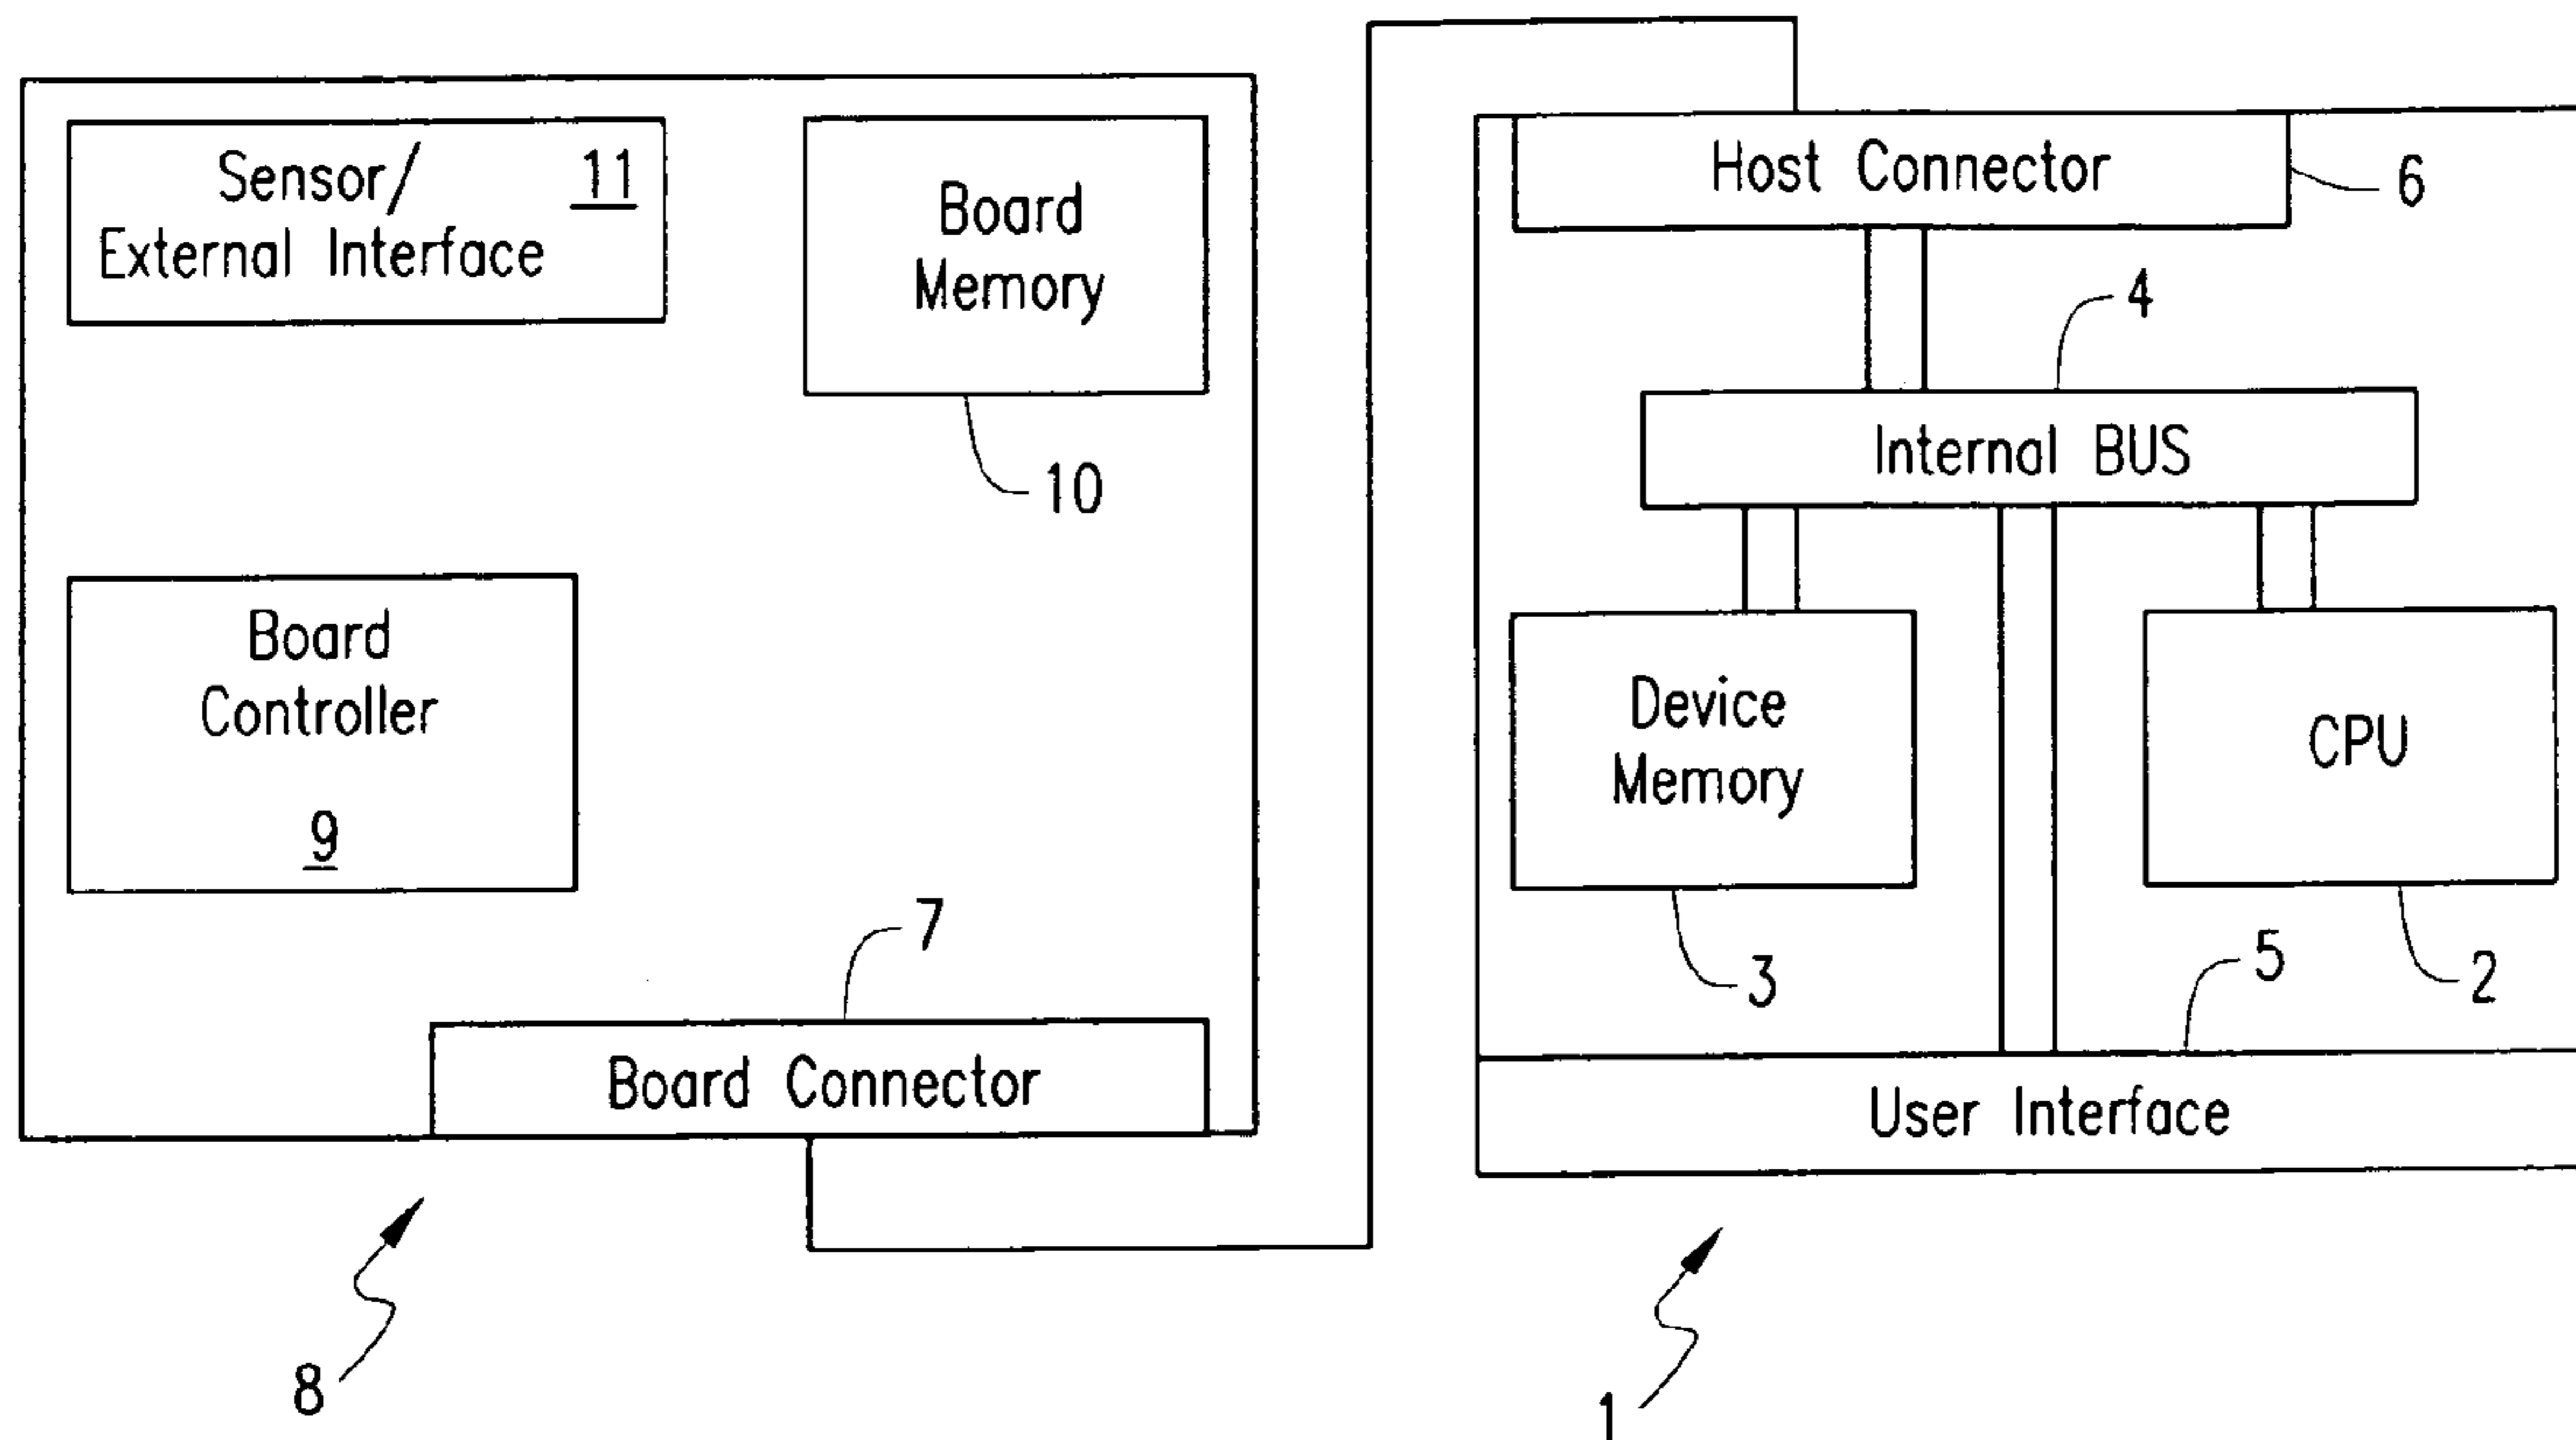 Sensor/ 11
External Interface
Board
Memory
10
Board
Controller
9
7
Board Connector
8
Host Connector
6
4
Internal BUS
Device
Memory
3
CPU
2
5
User Interface
1